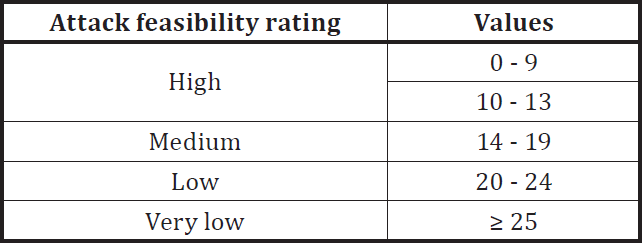 Attack feasibility rating Values
High 0 - 9
10 - 13
Medium 14 - 19
Low 20 - 24
Very low ≥ 25